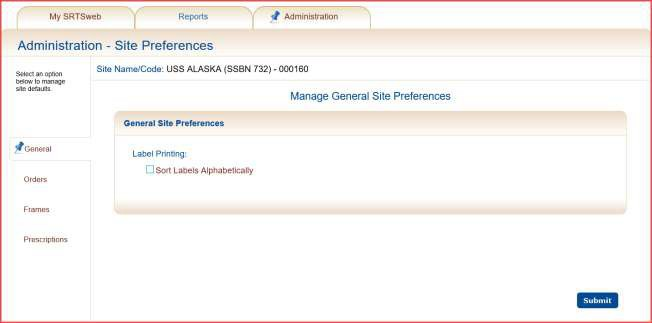 My SRTSweb
Reports
Administration
Administration - Site Preferences
Select an option
below to manage
site defaults.
Site Name/Code: USS ALASKA (SSBN 732) - 000160
Manage General Site Preferences
General Site Preferences
General
Label Printing:
Sort Labels Alphabetically
Orders
Frames
Prescriptions
Submit